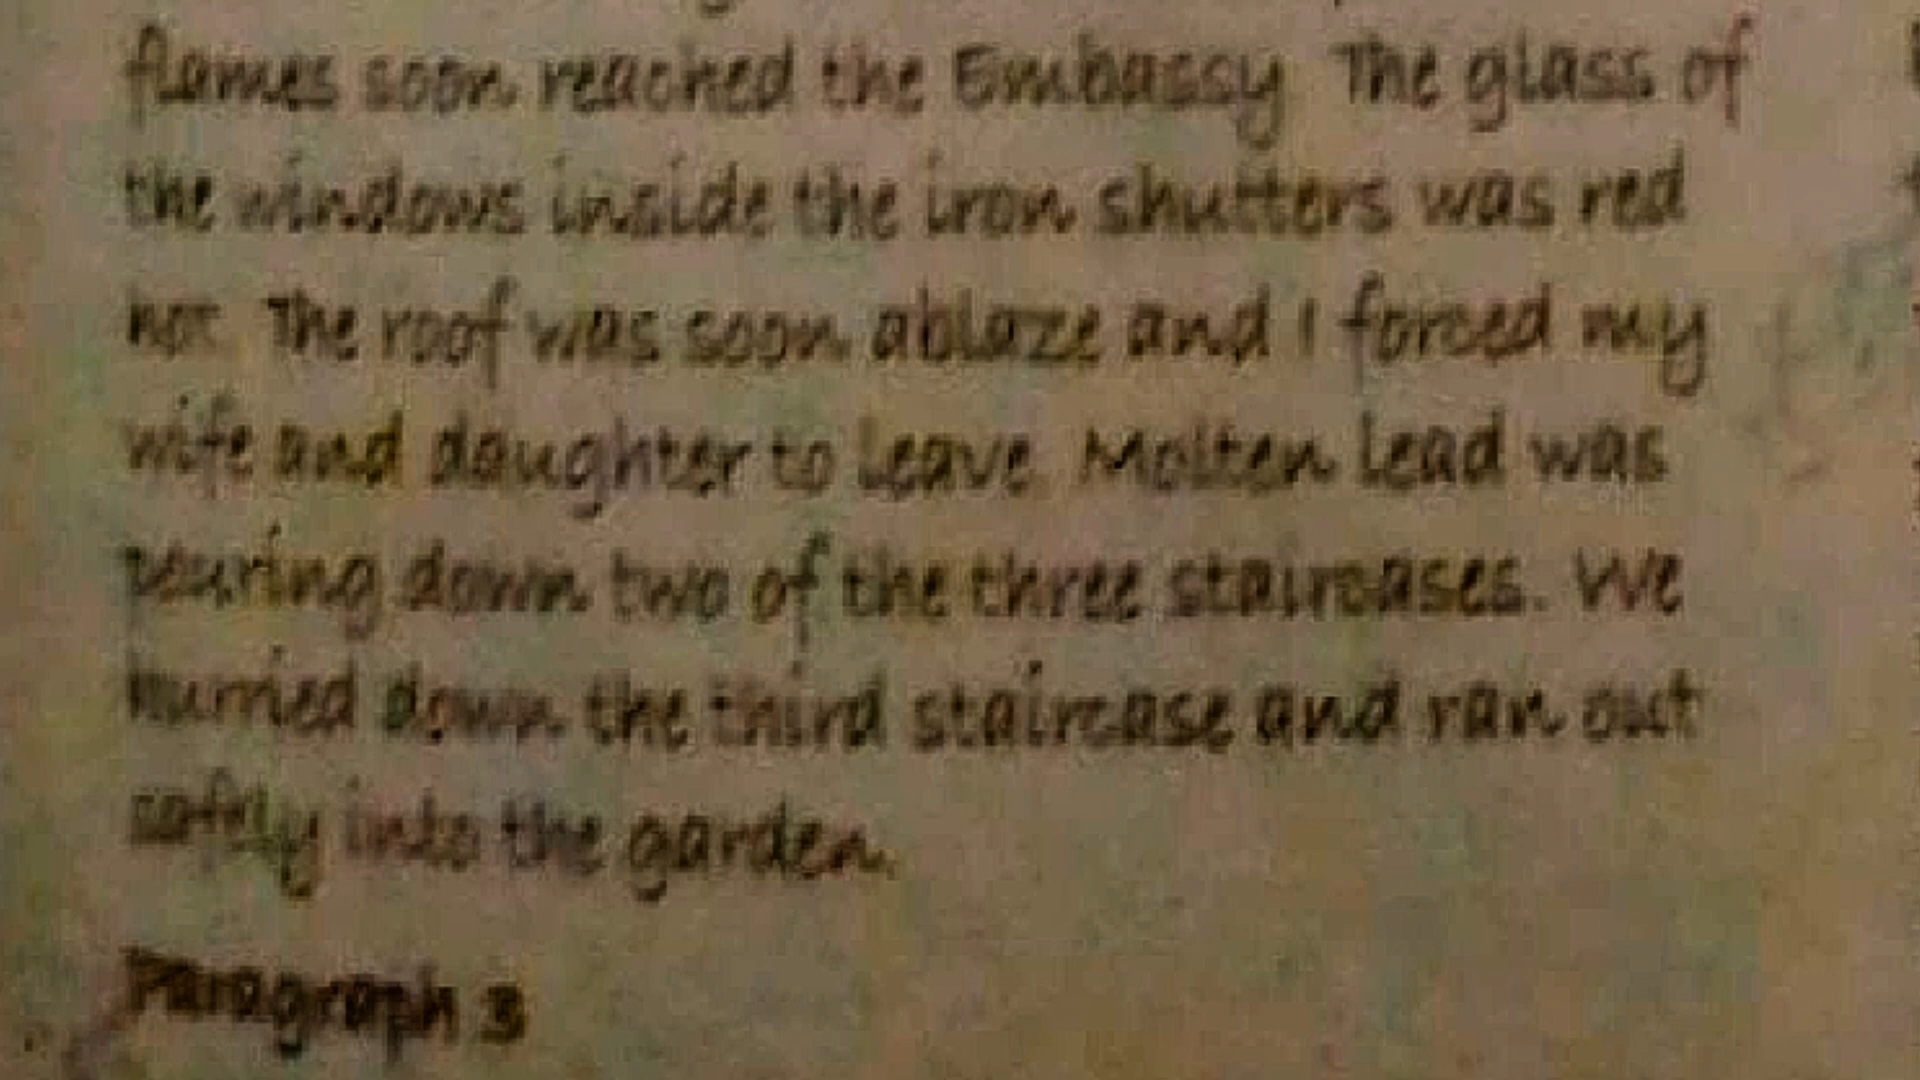 flames soon reached the Embassy The glass of
the windows inside the iron shutters was red
hot The roof was soon ablaze and I forced my
wife and daughter to leave Molten lead was
pouring down two of the three staircases. We
hurried down the third staircase and ran out
safely into the garden.
Paragraph 3